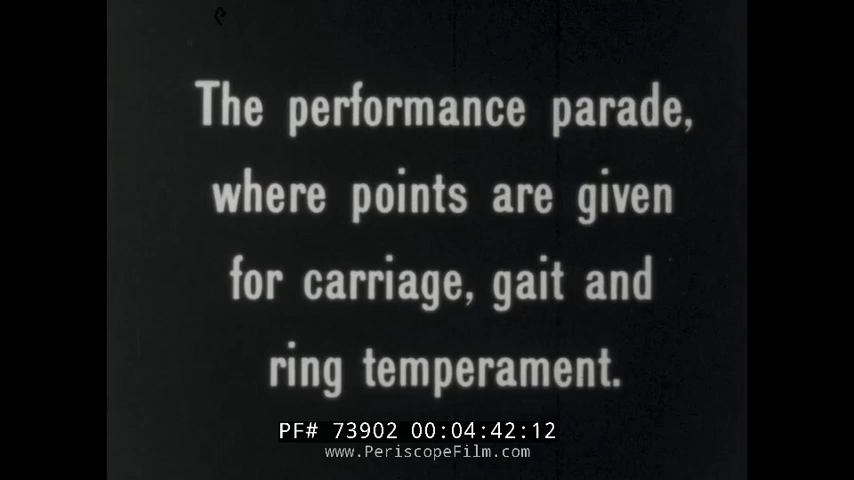 The performance parade,
where points are given
for carriage, gait and
ring temperament.
PF# 73902 00:04:42:12
www.PeriscopeFilm.com